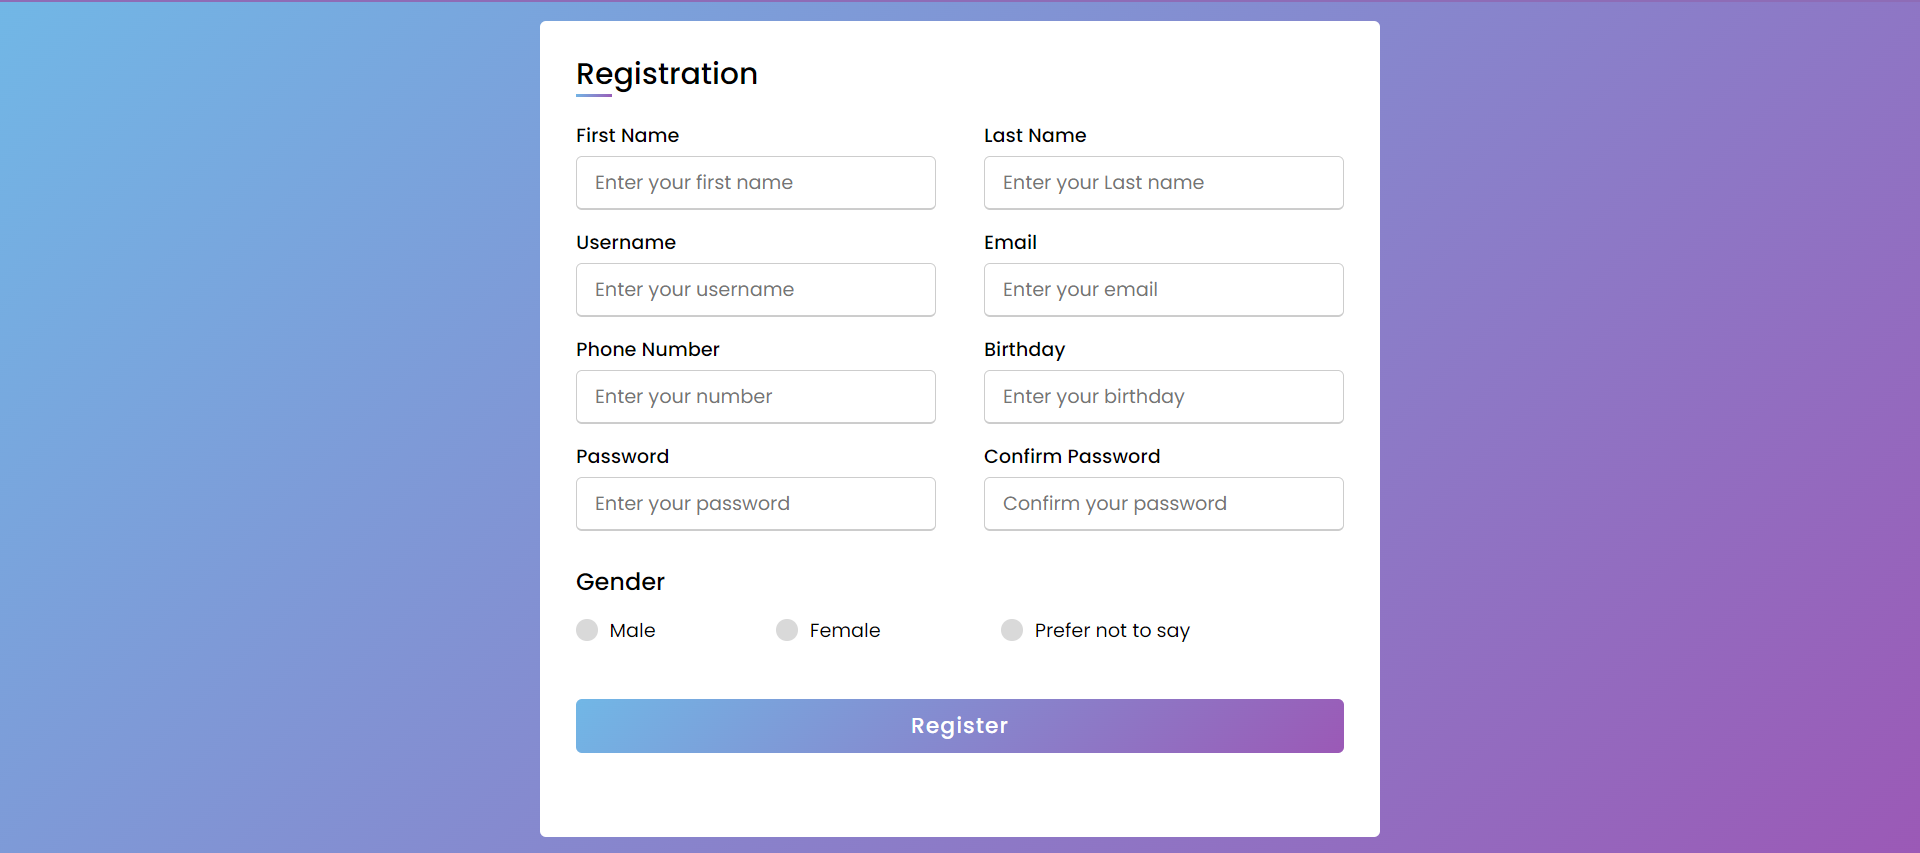 Registration
First Name Last Name
Enter your first name Enter your Last name
Username Email
Enter your username Enter your email
Phone Number Birthday
Enter your number Enter your birthday
Password Confirm Password
Enter your password Confirm your password
Gender
Male Female Prefer not to say
Register